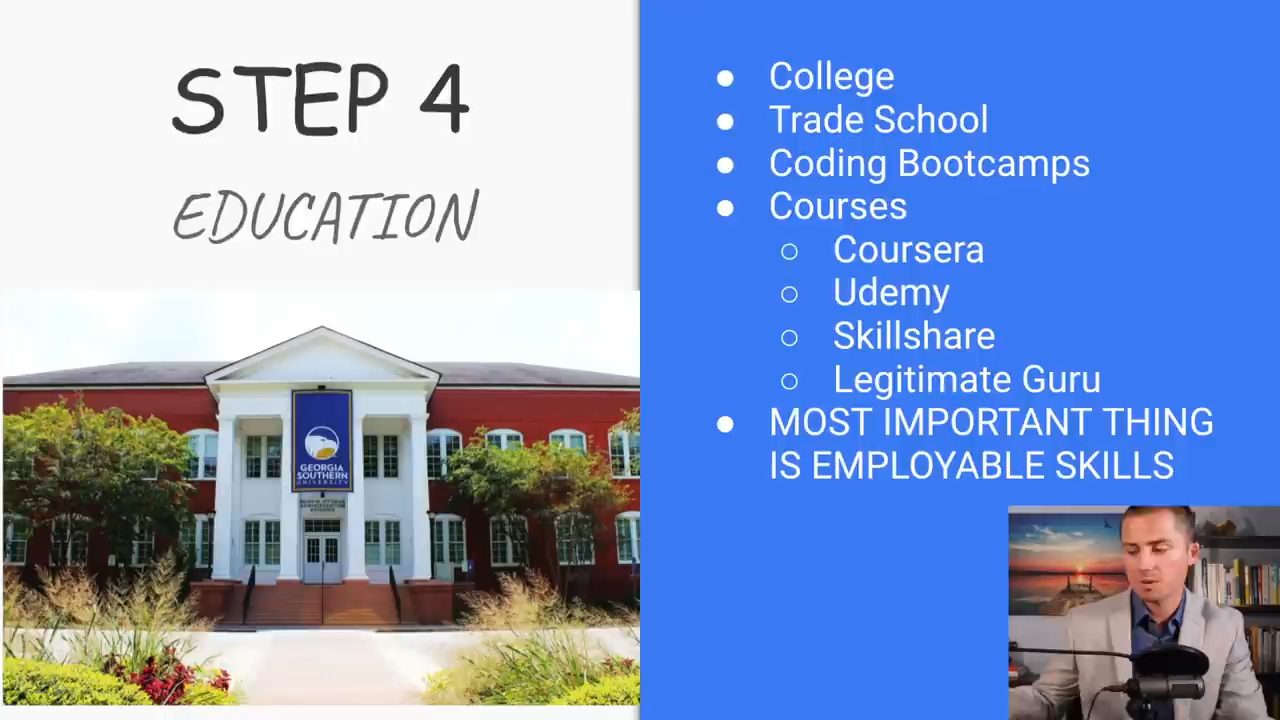 STEP 4
EDUCATION
GEORGIA
SOUTHERN
UNIVERSITY
● College
● Trade School
● Coding Bootcamps
● Courses
○ Coursera
○ Udemy
○ Skillshare
○ Legitimate Guru
● MOST IMPORTANT THING
IS EMPLOYABLE SKILLS